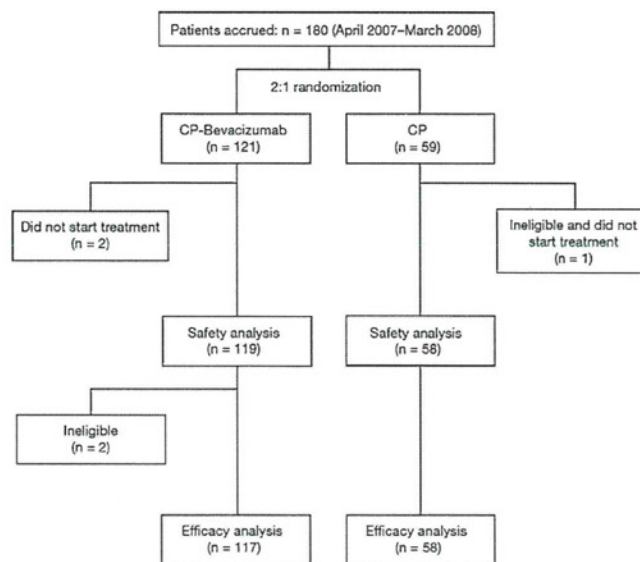 Patients accrued: n = 180 (April 2007–March 2008)
2:1 randomization
CP-Bevacizumab
(n = 121)
CP
(n = 59)
Did not start treatment
(n = 2)
Ineligible and did not
start treatment
(n = 1)
Safety analysis
(n = 119)
Safety analysis
(n = 58)
Ineligible
(n = 2)
Efficacy analysis
(n = 117)
Efficacy analysis
(n = 58)